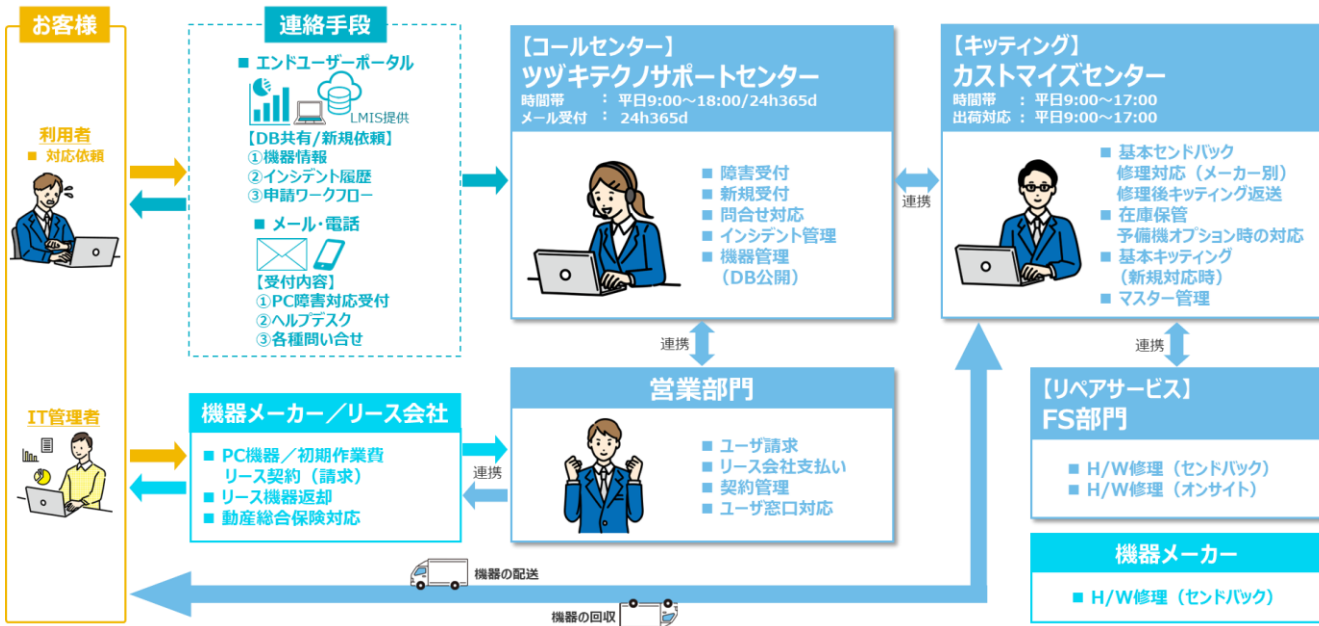 お客様
利用者
■ 対応依頼
IT管理者
連絡手段
■ エンドユーザーポータル
LMIS提供
【DB共有/新規依頼】
①機器情報
②インシデント履歴
③申請ワークフロー
■ メール・電話
【受付内容】
①PC障害対応受付
②ヘルプデスク
③各種問い合せ
【コールセンター】
ツヅキテクノサポートセンター
時間帯 : 平日9:00～18:00/24h365d
メール受付 : 24h365d
■ 障害受付
■ 新規受付
■ 問合せ対応
■ インシデント管理
■ 機器管理
（DB公開）
連携
【キッティング】
カストマイズセンター
時間帯 : 平日9:00～17:00
出荷対応 : 平日9:00～17:00
■ 基本センドバック
修理対応（メーカー別）
修理後キッティング返送
■ 在庫保管
予備機オプション時の対応
■ 基本キッティング
（新規対応時）
■ マスター管理
連携
連携
機器メーカー／リース会社
■ PC機器／初期作業費
リース契約（請求）
■ リース機器返却
■ 動産総合保険対応
連携
営業部門
■ ユーザ請求
■ リース会社支払い
■ 契約管理
■ ユーザ窓口対応
【リペアサービス】
FS部門
■ H/W修理（センドバック）
■ H/W修理（オンサイト）
機器メーカー
■ H/W修理（センドバック）
機器の配送
機器の回収